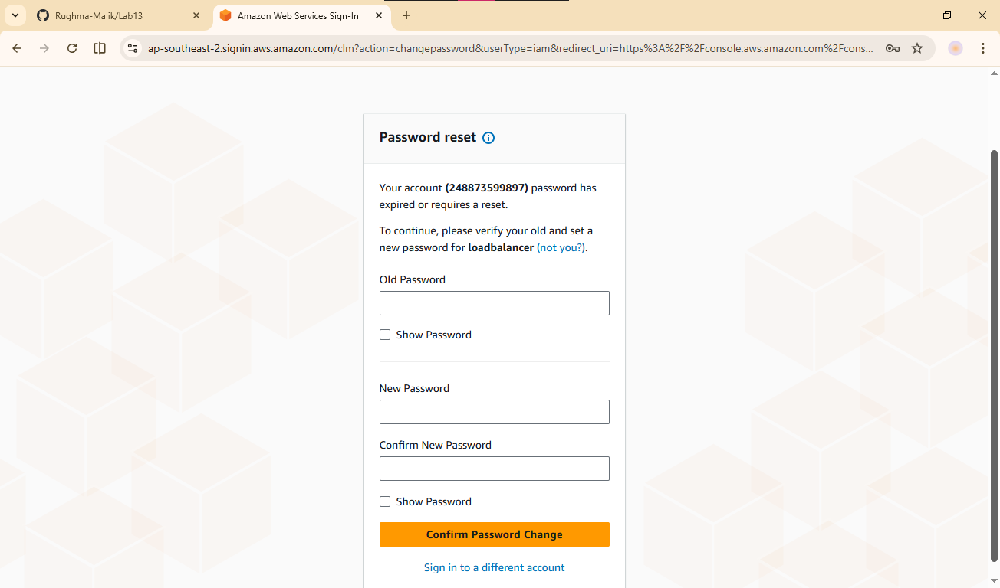 Rughma-Malik/Lab13
Amazon Web Services Sign-In
ap-southeast-2.signin.aws.amazon.com/clm?action=changepassword&userType=iam&redirect_uri=https%3A%2F%2Fconsole.aws.amazon.com%2Fcons...
Password reset
Your account (248873599897) password has
expired or requires a reset.
To continue, please verify your old and set a
new password for loadbalancer (not you?).
Old Password
Show Password
New Password
Confirm New Password
Show Password
Confirm Password Change
Sign in to a different account